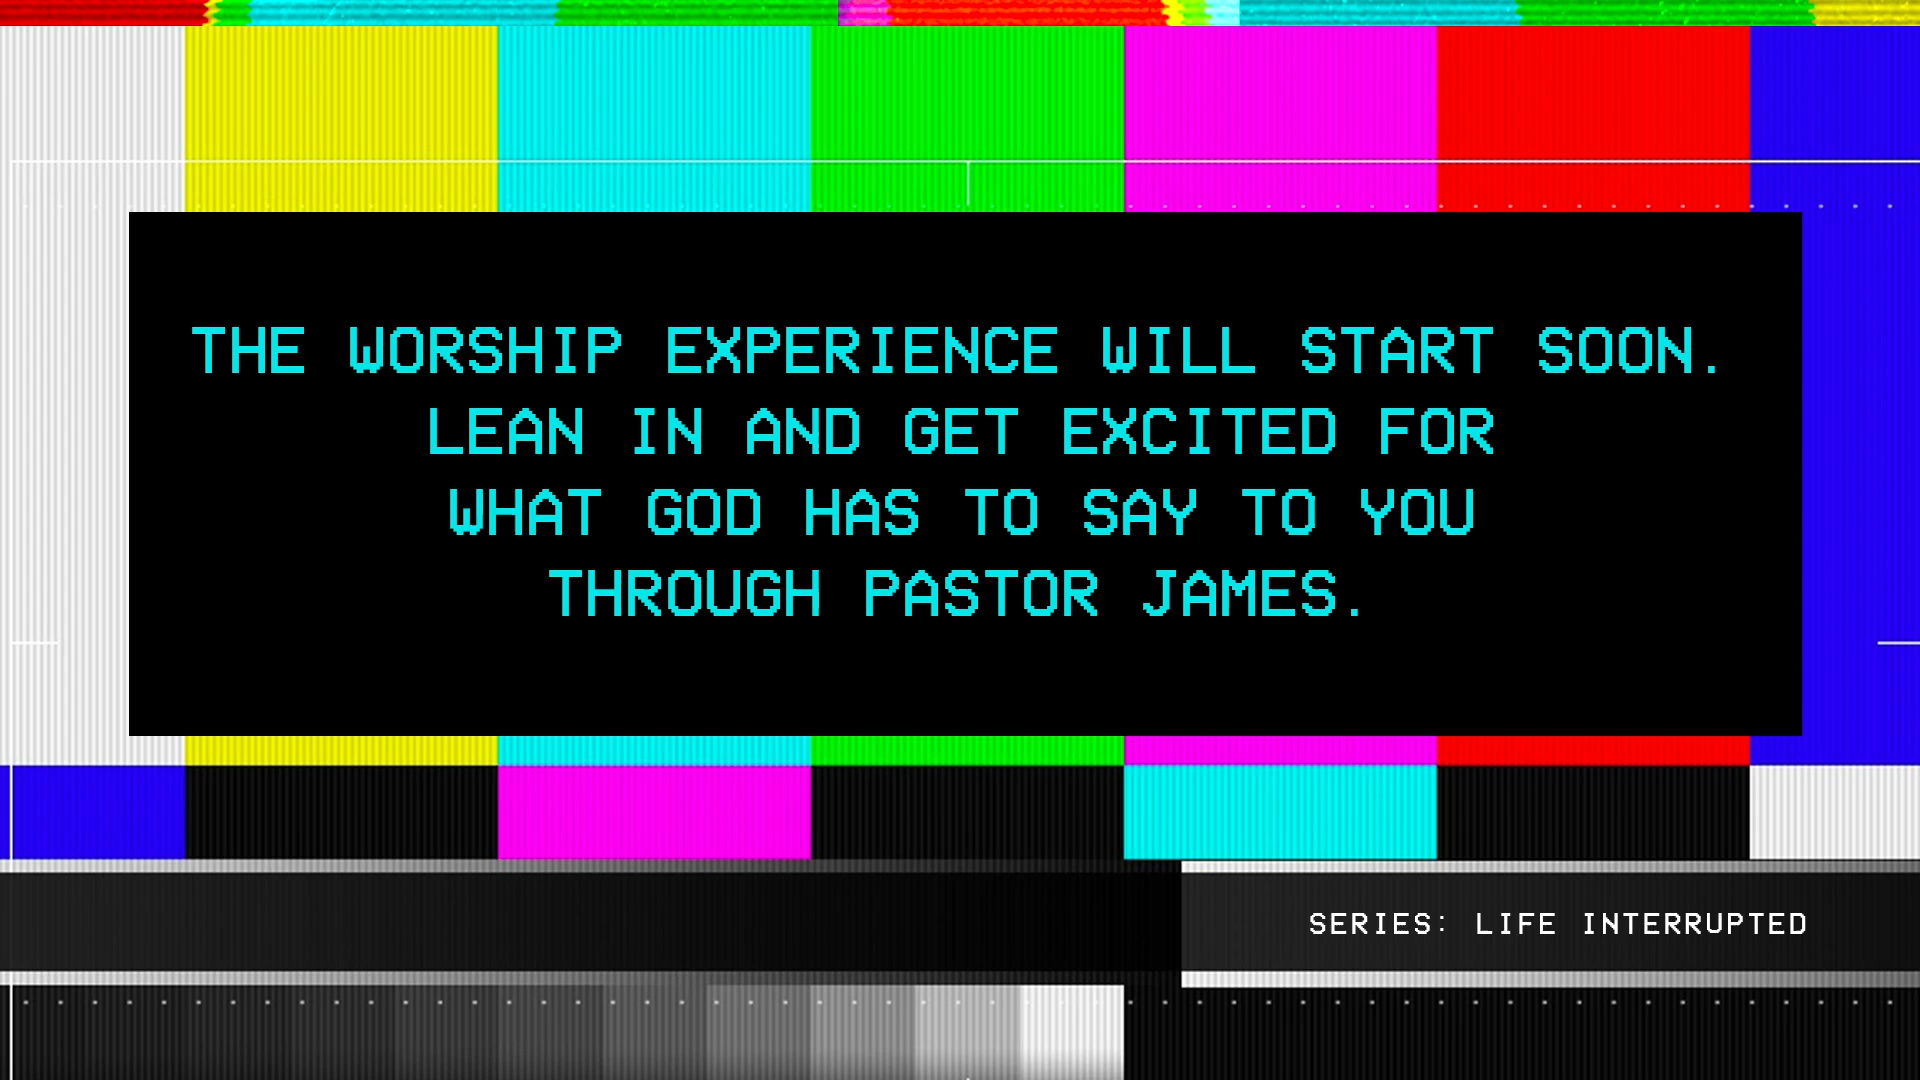 THE WORSHIP EXPERIENCE WILL START SOON.
LEAN IN AND GET EXCITED FOR
WHAT GOD HAS TO SAY TO YOU
THROUGH PASTOR JAMES.
SERIES: LIFE INTERRUPTED